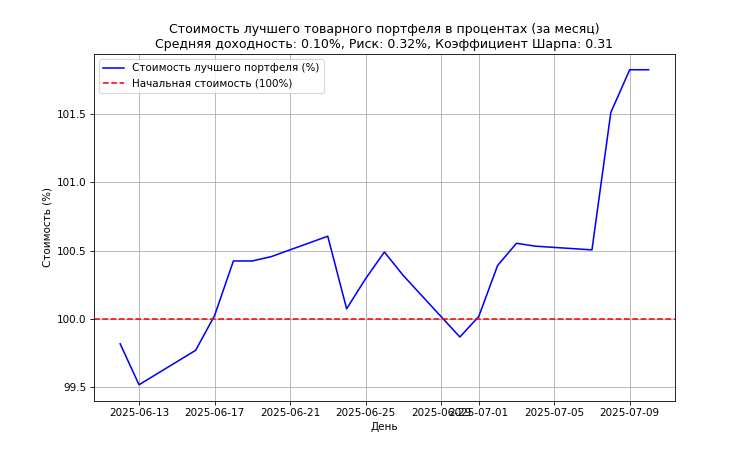 Стоимость лучшего товарного портфеля в процентах (за месяц)
Средняя доходность: 0.10%, Риск: 0.32%, Коэффициент Шарпа: 0.31
Стоимость лучшего портфеля (%)
Начальная стоимость (100%)
Стоимость (%)
101.5
101.0
100.5
100.0
99.5
2025-06-13
2025-06-17
2025-06-21
2025-06-25
2025-06-29
2025-07-01
2025-07-05
2025-07-09
День